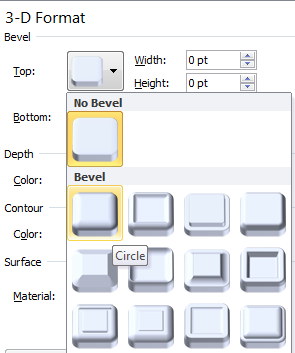 3-D Format
Bevel
Top:
Width: 0 pt
Height: 0 pt
No Bevel
Bottom:
Depth
Bevel
Color:
Contour
Color:
Circle
Surface
Material: